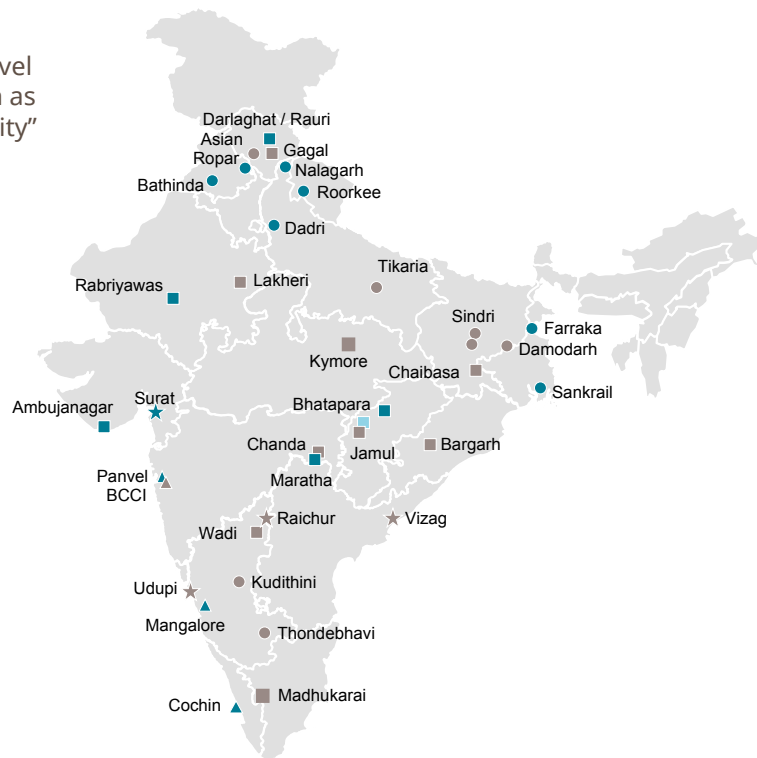 vel
as
ity”
Darlaghat / Rauri
Asian
Gagal
Ropar
Nalagarh
Bathinda
Roorkee
Dadri
Tikaria
Rabriyawas
Lakheri
Sindri
Farraka
Damodarh
Kymore
Chaibasa
Sankrail
Surat
Ambujanagar
Bhatapara
Chanda
Jamul
Bargarh
Maratha
Panvel
BCCI
Raichur
Vizag
Wadi
Udupi
Kudithini
Mangalore
Thondebhavi
Madhukarai
Cochin